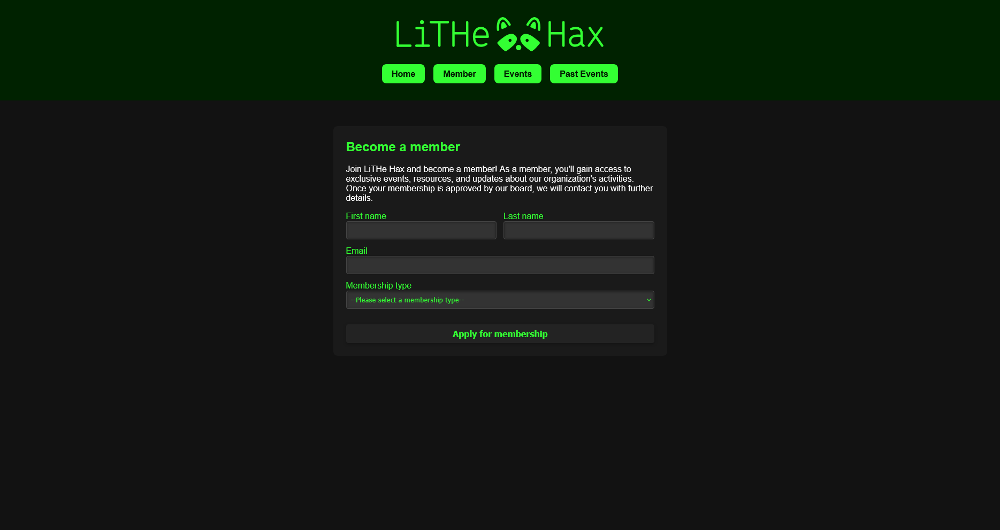 LiTHe Hax
Home Member Events Past Events
Become a member
Join LiTHe Hax and become a member! As a member, you'll gain access to
exclusive events, resources, and updates about our organization's activities.
Once your membership is approved by our board, we will contact you with further
details.
First name Last name
Email
Membership type
--Please select a membership type--
Apply for membership